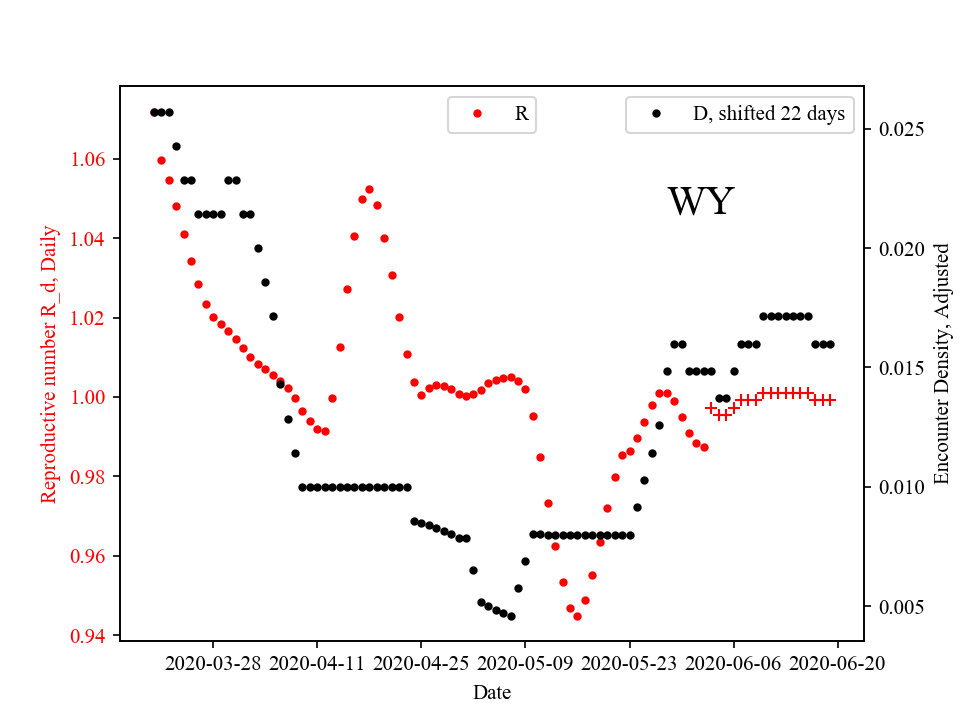 R
D, shifted 22 days
WY
Reproductive number R_d, Daily
1.06
1.04
1.02
1.00
0.98
0.96
0.94
0.025
0.020
0.015
0.010
0.005
Encounter Density, Adjusted
2020-03-28 2020-04-11 2020-04-25 2020-05-09 2020-05-23 2020-06-06 2020-06-20
Date